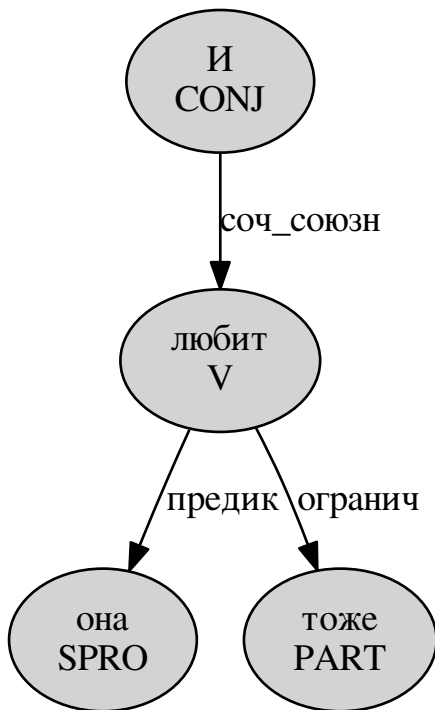 И
CONJ
соч_союзн
любит
V
предик огранич
она
SPRO
тоже
PART